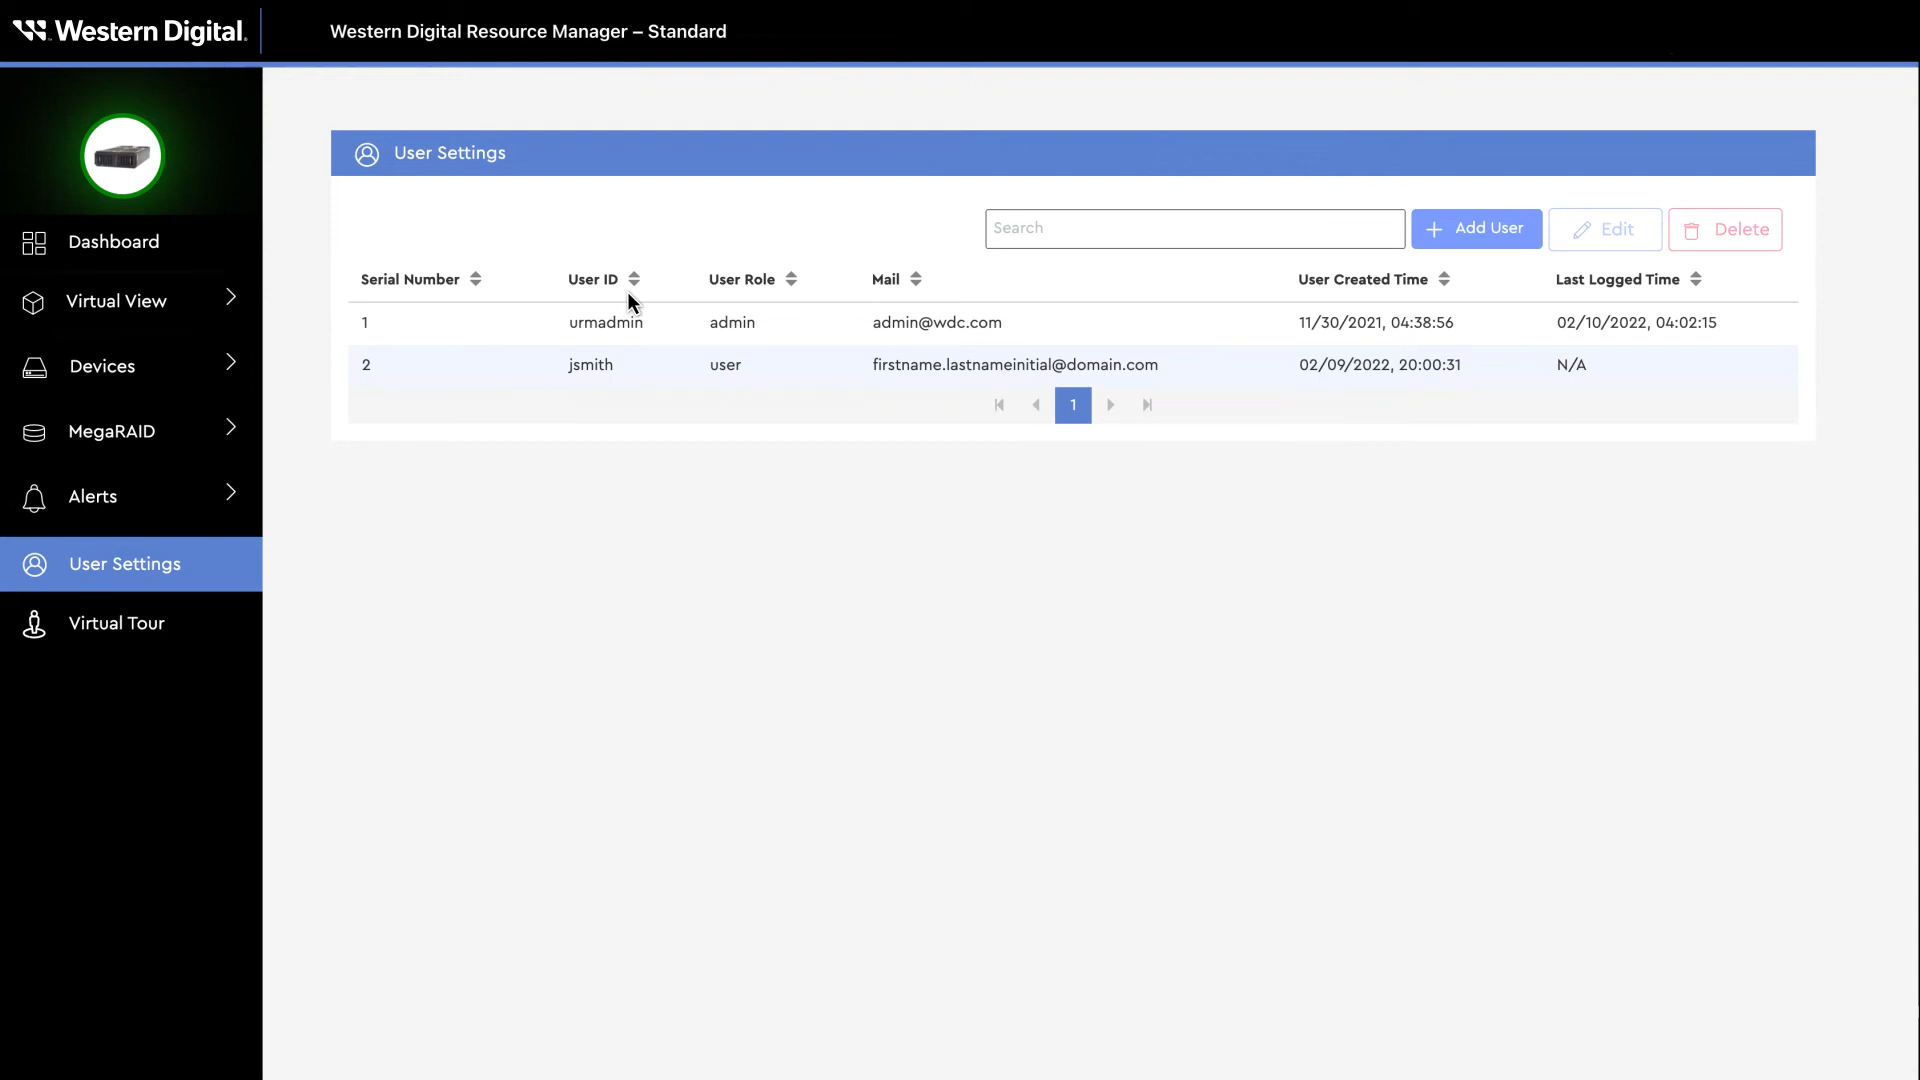 Western Digital.
Western Digital Resource Manager – Standard
Dashboard
Virtual View
Devices
MegaRAID
Alerts
User Settings
Virtual Tour
User Settings
Search Add User Edit Delete
Serial Number User ID User Role Mail User Created Time Last Logged Time
1 urmadmin admin admin@wdc.com 11/30/2021, 04:38:56 02/10/2022, 04:02:15
2 jsmith user firstname.lastnameinitial@domain.com 02/09/2022, 20:00:31 N/A
1